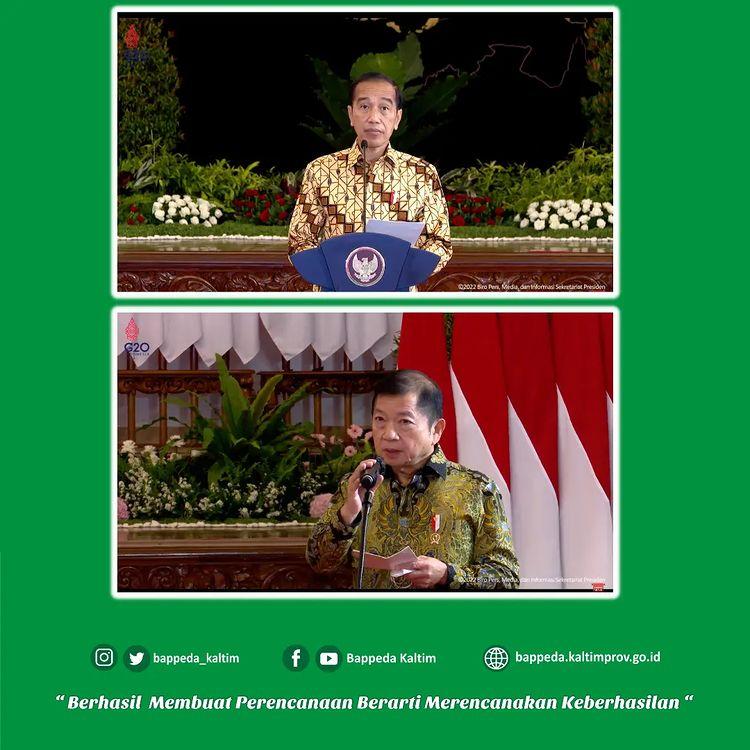 G20
©2022 Biro Pers, Media, dan Informasi Sekretariat Presiden
G20
©2022 Biro Pers, Media, dan Informasi Sekretariat Presiden
bappeda_kaltim
Bappeda Kaltim
bappeda.kaltimprov.go.id
“ Berhasil Membuat Perencanaan Berarti Merencanakan Keberhasilan “